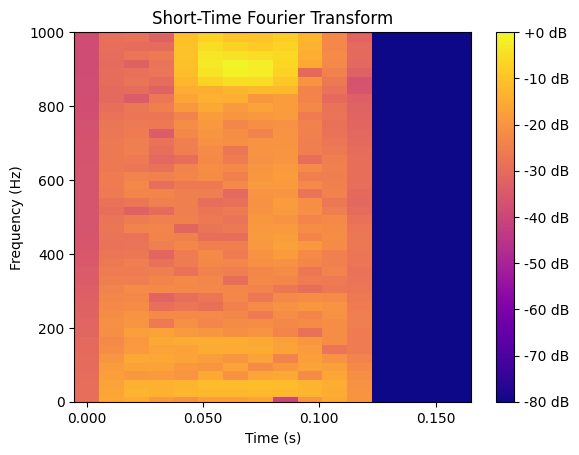 Short-Time Fourier Transform
1000
800
600
400
200
0
Frequency (Hz)
0.000
0.050
0.100
0.150
Time (s)
+0 dB
-10 dB
-20 dB
-30 dB
-40 dB
-50 dB
-60 dB
-70 dB
-80 dB